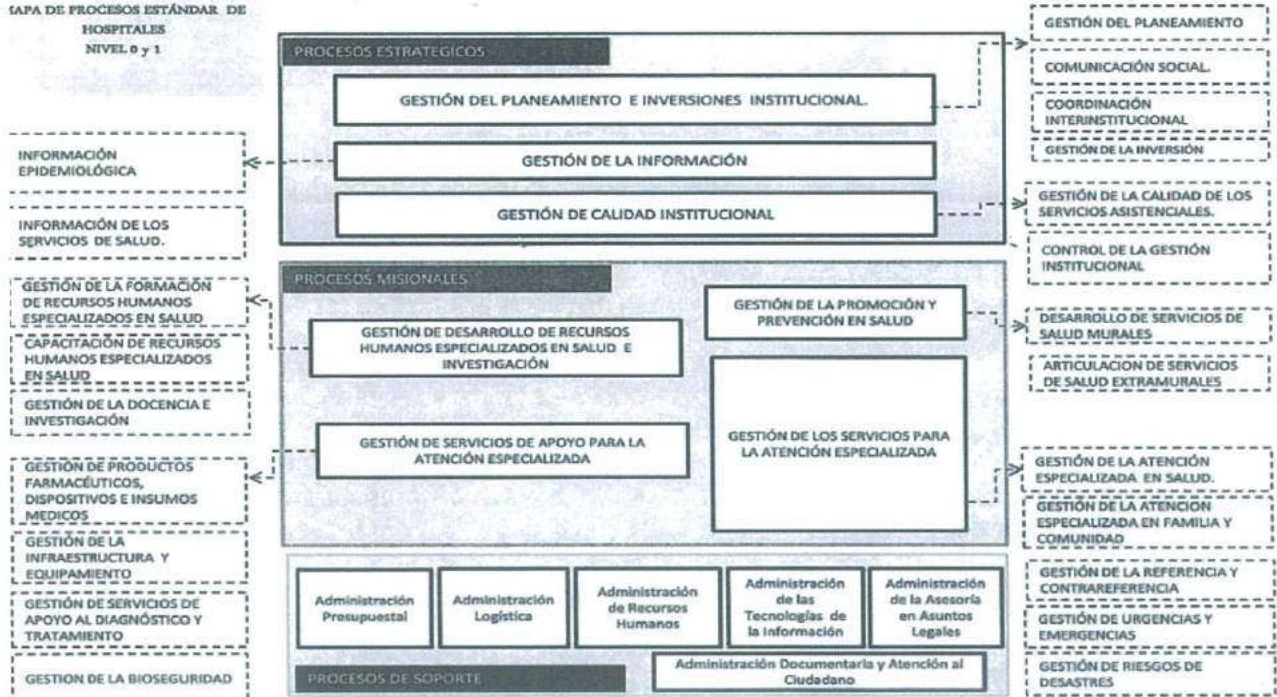 MAPA DE PROCESOS ESTÁNDAR DE
HOSPITALES
NIVEL 0 y 1
PROCESOS ESTRATEGICOS
GESTIÓN DEL PLANEAMIENTO E INVERSIONES INSTITUCIONAL.
GESTIÓN DE LA INFORMACIÓN
GESTIÓN DE CALIDAD INSTITUCIONAL
GESTIÓN DEL PLANEAMIENTO
COMUNICACIÓN SOCIAL.
COORDINACIÓN
INTERINSTITUCIONAL
GESTIÓN DE LA INVERSIÓN
GESTIÓN DE LA CALIDAD DE LOS
SERVICIOS ASISTENCIALES.
CONTROL DE LA GESTIÓN
INSTITUCIONAL
INFORMACIÓN
EPIDEMIOLÓGICA
INFORMACIÓN DE LOS
SERVICIOS DE SALUD.
PROCESOS MISIONALES
GESTIÓN DE DESARROLLO DE RECURSOS
HUMANOS ESPECIALIZADOS EN SALUD E
INVESTIGACIÓN
GESTIÓN DE SERVICIOS DE APOYO PARA LA
ATENCIÓN ESPECIALIZADA
GESTIÓN DE LA PROMOCIÓN Y
PREVENCIÓN EN SALUD
GESTIÓN DE LOS SERVICIOS PARA
LA ATENCIÓN ESPECIALIZADA
GESTIÓN DE LA FORMACIÓN
DE RECURSOS HUMANOS
ESPECIALIZADOS EN SALUD
CAPACITACIÓN DE RECURSOS
HUMANOS ESPECIALIZADOS
EN SALUD
GESTIÓN DE LA DOCENCIA E
INVESTIGACIÓN
GESTIÓN DE PRODUCTOS
FARMACÉUTICOS,
DISPOSITIVOS E INSUMOS
MEDICOS
GESTIÓN DE LA
INFRAESTRUCTURA Y
EQUIPAMIENTO
GESTIÓN DE SERVICIOS DE
APOYO AL DIAGNÓSTICO Y
TRATAMIENTO
GESTION DE LA BIOSEGURIDAD
DESARROLLO DE SERVICIOS DE
SALUD MURALES
ARTICULACION DE SERVICIOS
DE SALUD EXTRAMURALES
GESTIÓN DE LA ATENCIÓN
ESPECIALIZADA EN SALUD.
GESTIÓN DE LA ATENCION
ESPECIALIZADA EN FAMILIA Y
COMUNIDAD
GESTIÓN DE LA REFERENCIA Y
CONTRAREFERENCIA
GESTIÓN DE URGENCIAS Y
EMERGENCIAS
GESTIÓN DE RIESGOS DE
DESASTRES
Administración
Presupuestal
Administración
Logística
Administración
de Recursos
Humanos
Administración
de las
Tecnologías de
la Información
Administración
de la Asesoría
en Asuntos
Legales
PROCESOS DE SOPORTE
Administración Documentaria y Atención al
Ciudadano